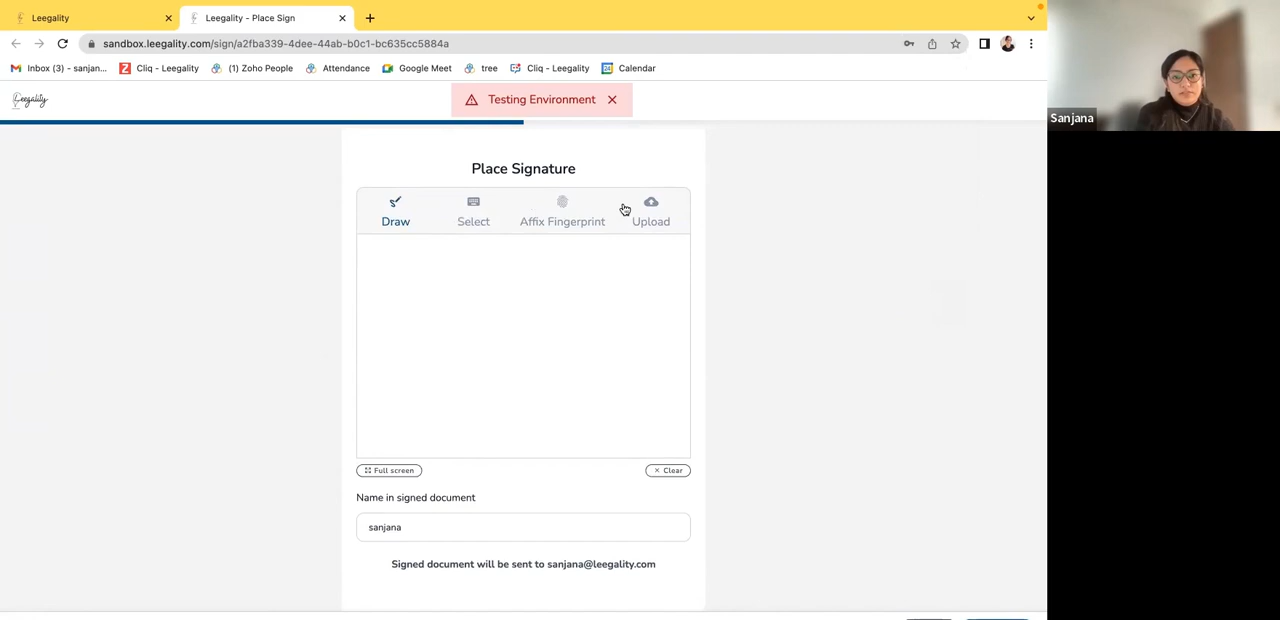 Leegality
Leegality - Place Sign
sandbox.leegality.com/sign/a2fba339-4dee-44ab-b0c1-bc635cc5884a
Inbox (3) - sanjan... Cliq - Leegality (1) Zoho People Attendance Google Meet tree Cliq - Leegality Calendar
Leegality
Testing Environment
Sanjana
Place Signature
Draw Select Affix Fingerprint Upload
Full screen Clear
Name in signed document
sanjana
Signed document will be sent to sanjana@leegality.com